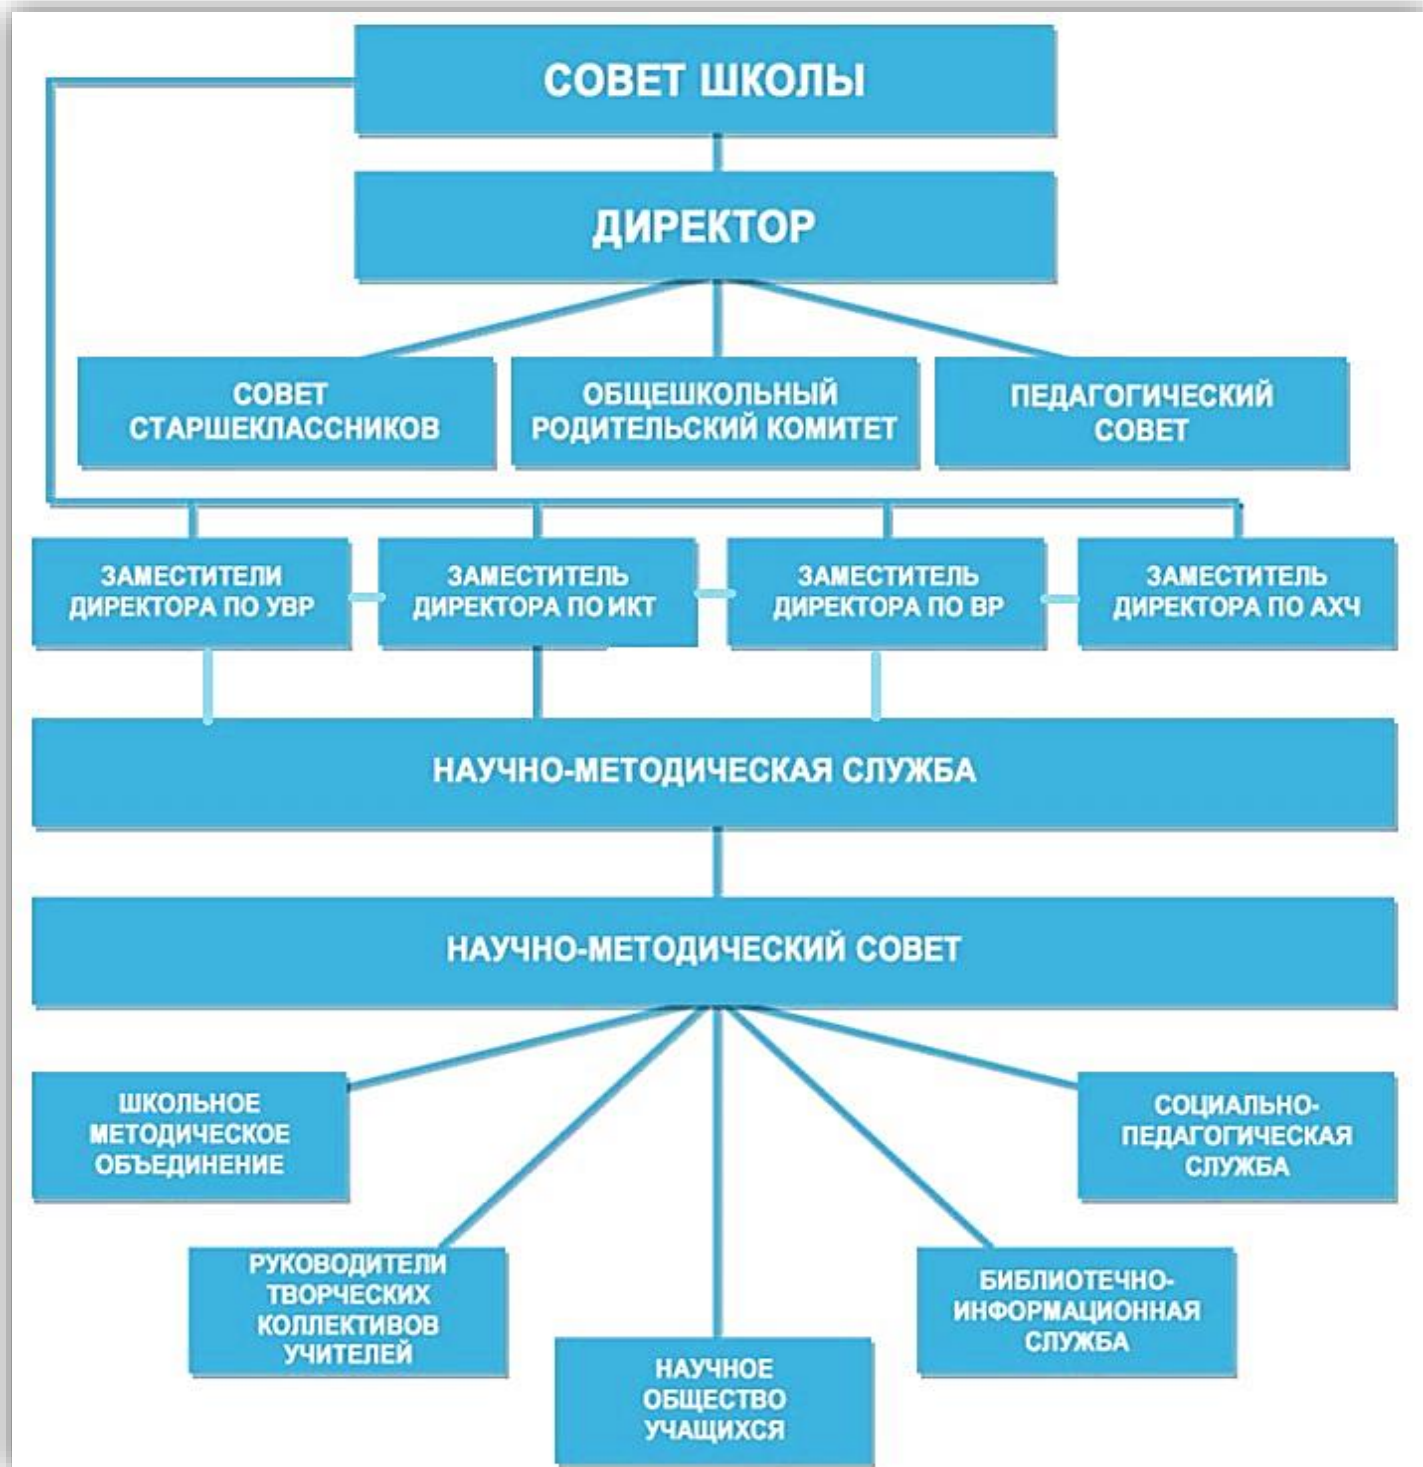 СОВЕТ ШКОЛЫ
ДИРЕКТОР
СОВЕТ
СТАРШЕКЛАССНИКОВ
ОБЩЕШКОЛЬНЫЙ
РОДИТЕЛЬСКИЙ КОМИТЕТ
ПЕДАГОГИЧЕСКИЙ
СОВЕТ
ЗАМЕСТИТЕЛИ
ДИРЕКТОРА ПО УВР
ЗАМЕСТИТЕЛЬ
ДИРЕКТОРА ПО ИКТ
ЗАМЕСТИТЕЛЬ
ДИРЕКТОРА ПО ВР
ЗАМЕСТИТЕЛЬ
ДИРЕКТОРА ПО АХЧ
НАУЧНО-МЕТОДИЧЕСКАЯ СЛУЖБА
НАУЧНО-МЕТОДИЧЕСКИЙ СОВЕТ
ШКОЛЬНОЕ
МЕТОДИЧЕСКОЕ
ОБЪЕДИНЕНИЕ
СОЦИАЛЬНО-
ПЕДАГОГИЧЕСКАЯ
СЛУЖБА
РУКОВОДИТЕЛИ
ТВОРЧЕСКИХ
КОЛЛЕКТИВОВ
УЧИТЕЛЕЙ
БИБЛИОТЕЧНО-
ИНФОРМАЦИОННАЯ
СЛУЖБА
НАУЧНОЕ
ОБЩЕСТВО
УЧАЩИХСЯ